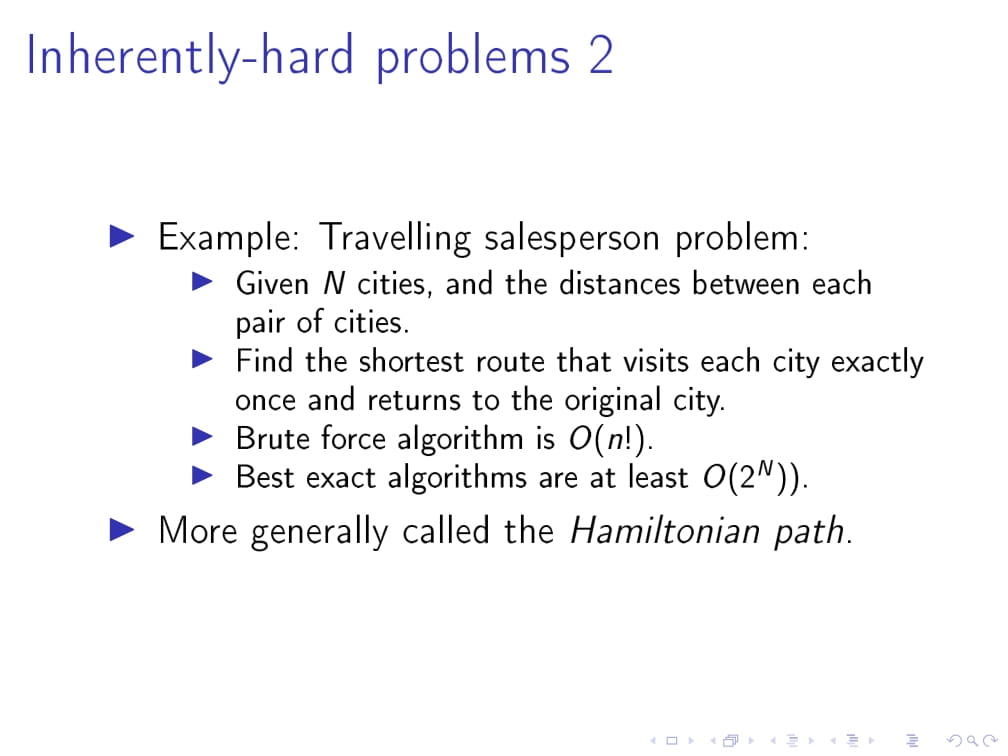 Inherently-hard problems 2
Example: Travelling salesperson problem:
Given N cities, and the distances between each
pair of cities.
Find the shortest route that visits each city exactly
once and returns to the original city.
Brute force algorithm is O(n!).
Best exact algorithms are at least O(2^N)).
More generally called the Hamiltonian path.